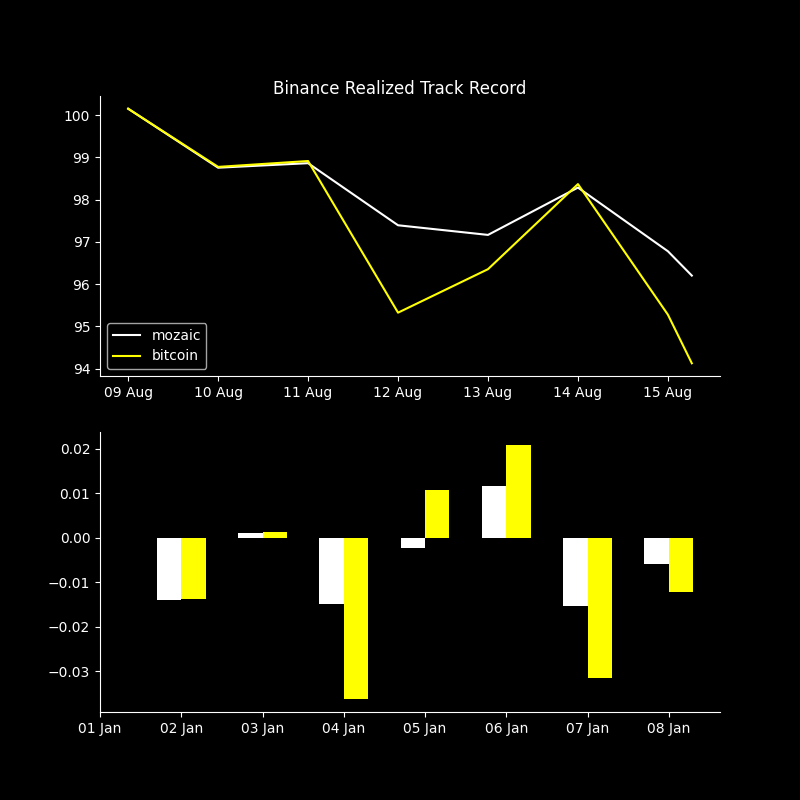 Binance Realized Track Record
100
99
98
97
96
95
94
mozaic
bitcoin
09 Aug 10 Aug 11 Aug 12 Aug 13 Aug 14 Aug 15 Aug
0.02
0.01
0.00
−0.01
−0.02
−0.03
01 Jan 02 Jan 03 Jan 04 Jan 05 Jan 06 Jan 07 Jan 08 Jan